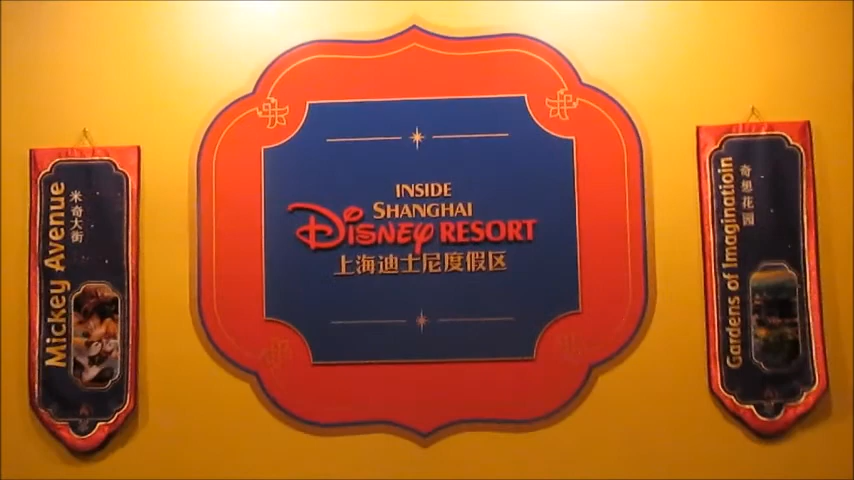 Mickey Avenue
米奇大街
INSIDE
SHANGHAI
DISNEY RESORT
上海迪士尼度假区
Gardens of Imaginatioin
奇想花园